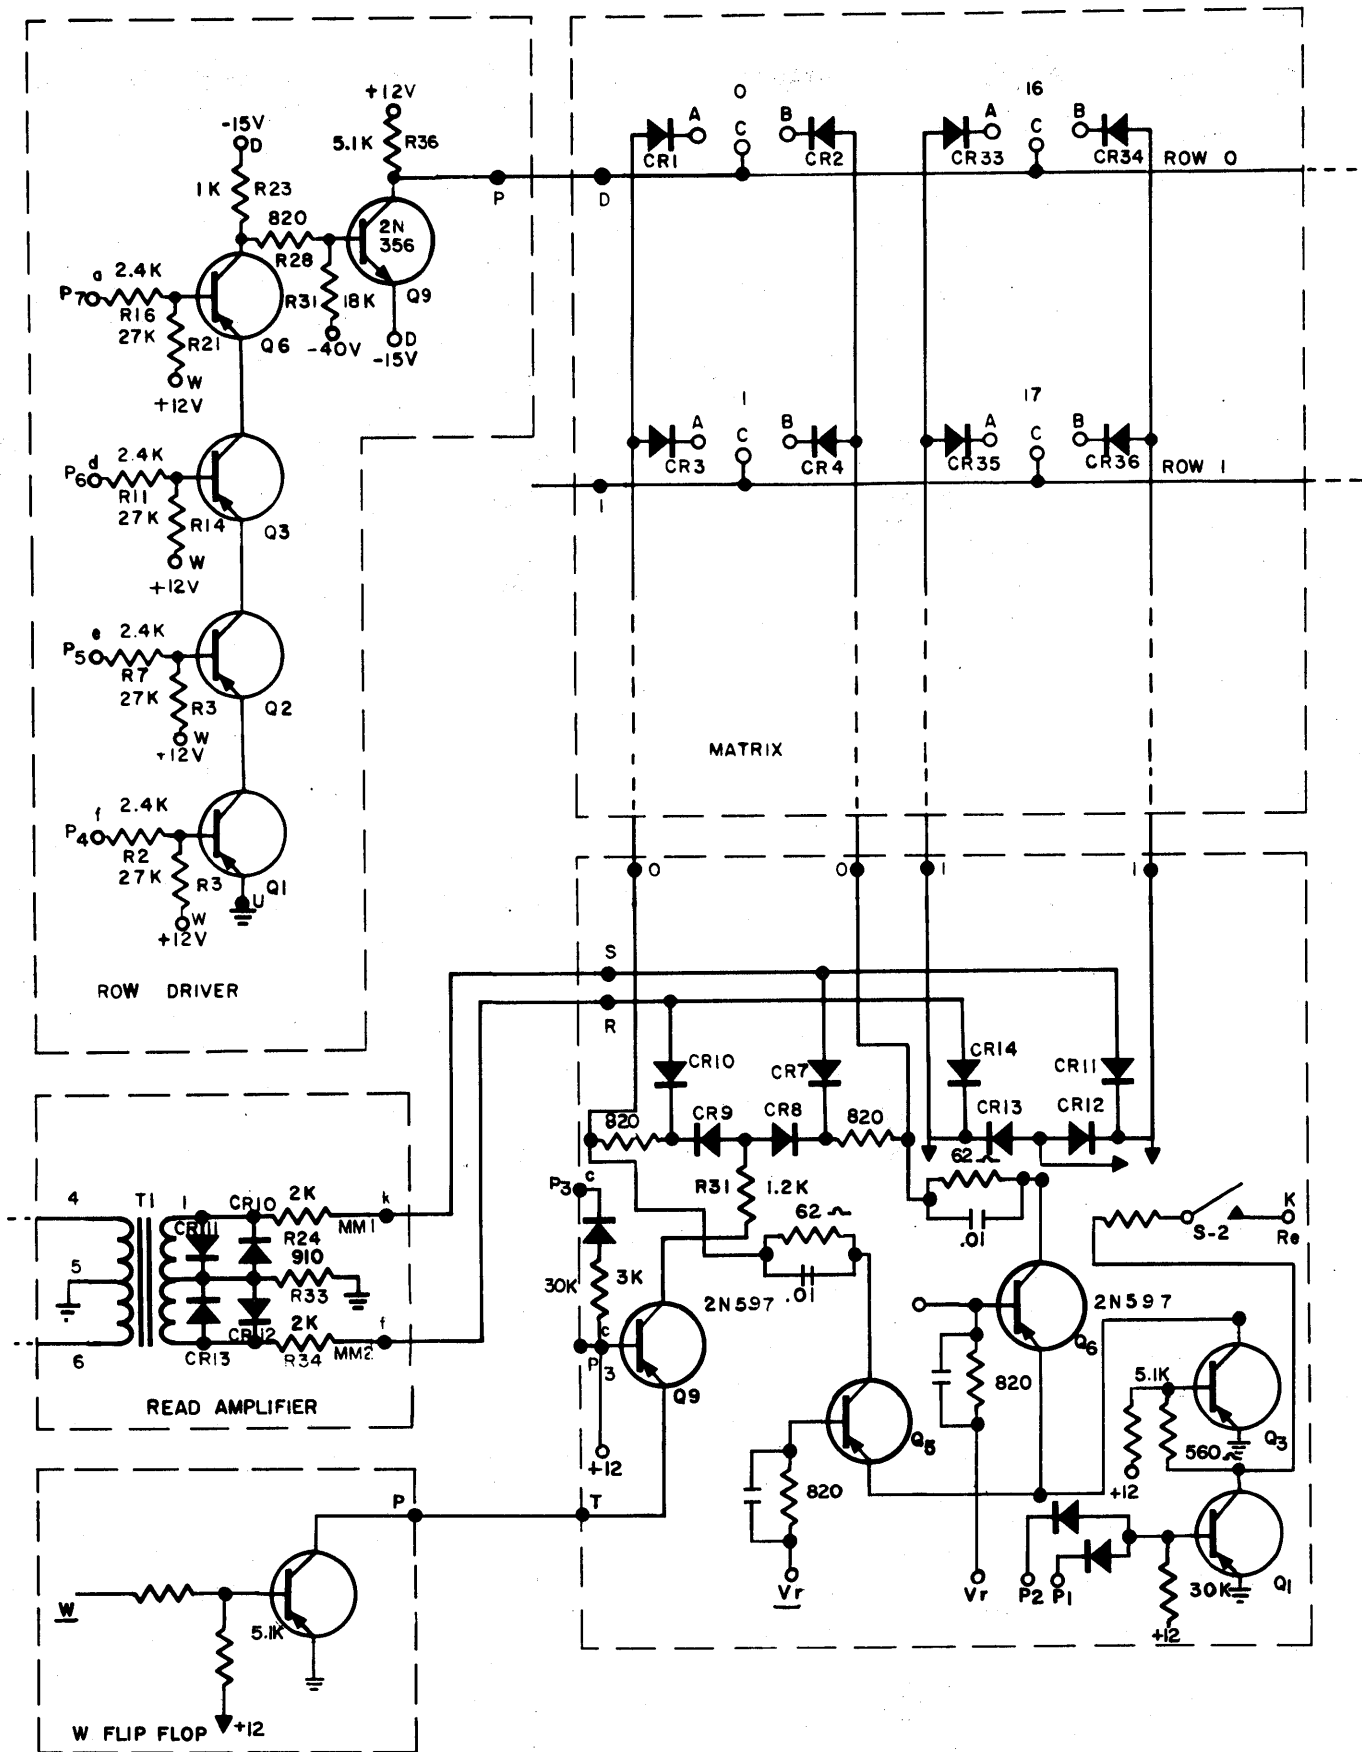 +12V
5.1K R36
-15V
D
1K R23
820
R28
2N
356
Q9
P
R31 18K
-40V
D
-15V
a 2.4K
P7
R16
27K
R21
Q6
W
+12V
d 2.4K
P6
R11
27K
R14
Q3
W
+12V
e 2.4K
P5
R7
27K
R3
Q2
W
+12V
f 2.4K
P4
R2
27K
R3
Q1
U
W
+12V
ROW DRIVER
0
A C B
CR1 CR2
16
A C B
CR33 CR34
ROW 0
D
1
A C B
CR3 CR4
17
A C B
CR35 CR36
ROW 1
1
MATRIX
0 0 1 1
S
R
CR10 CR7 CR14 CR11
820 CR9 CR8 820 CR13 CR12
P3 c
R31 1.2K
62Ω
.01
62Ω
.01
30K 3K
c
P3
+12
2N597
Q9
2N597
Q6
Q5
820
820
Vr
Vr
T
S-2
K
Re
5.1K
560Ω
Q3
+12
P2 P1
30K
Q1
+12
4 T1 1
5
6
CR11 CR10 2K
R24
MM1 k
910
R33
CR13 CR12 2K
R34
MM2 f
READ AMPLIFIER
P
W
5.1K
+12
W FLIP FLOP